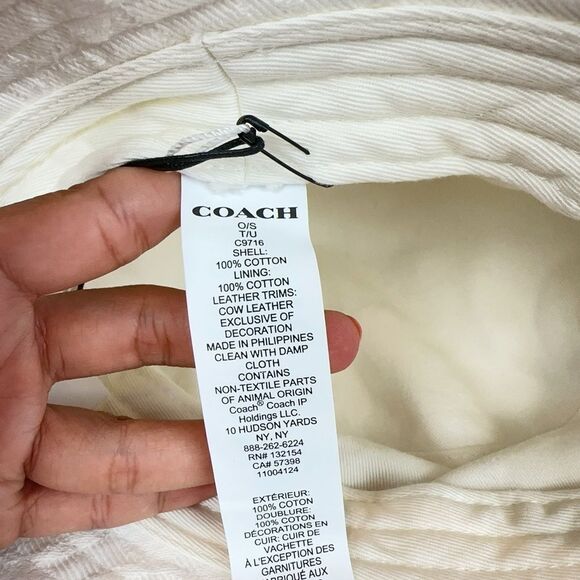 COACH
O/S
T/U
C9716
SHELL:
100% COTTON
LINING:
100% COTTON
LEATHER TRIMS:
COW LEATHER
EXCLUSIVE OF
DECORATION
MADE IN PHILIPPINES
CLEAN WITH DAMP
CLOTH
CONTAINS
NON-TEXTILE PARTS
OF ANIMAL ORIGIN
Coach® Coach IP
Holdings LLC.
10 HUDSON YARDS
NY, NY
888-262-6224
RN# 132154
CA# 57398
11004124
EXTÉRIEUR:
100% COTON
DOUBLURE:
100% COTON
DÉCORATIONS EN
CUIR: CUIR DE
VACHETTE
À L'EXCEPTION DES
GARNITURES
FABRIQUÉ AUX